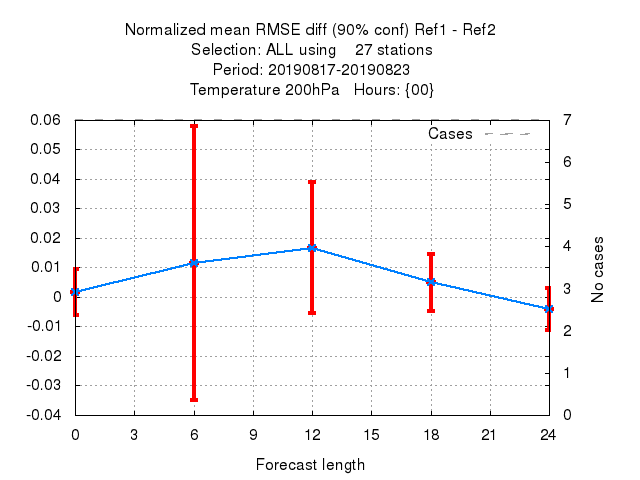 Normalized mean RMSE diff (90% conf) Ref1 - Ref2
Selection: ALL using    27 stations
Period: 20190817-20190823
Temperature 200hPa   Hours: {00}
Cases
0.06
0.05
0.04
0.03
0.02
0.01
0
-0.01
-0.02
-0.03
-0.04
7
6
5
4
3
2
1
0
No cases
0 3 6 9 12 15 18 21 24
Forecast length